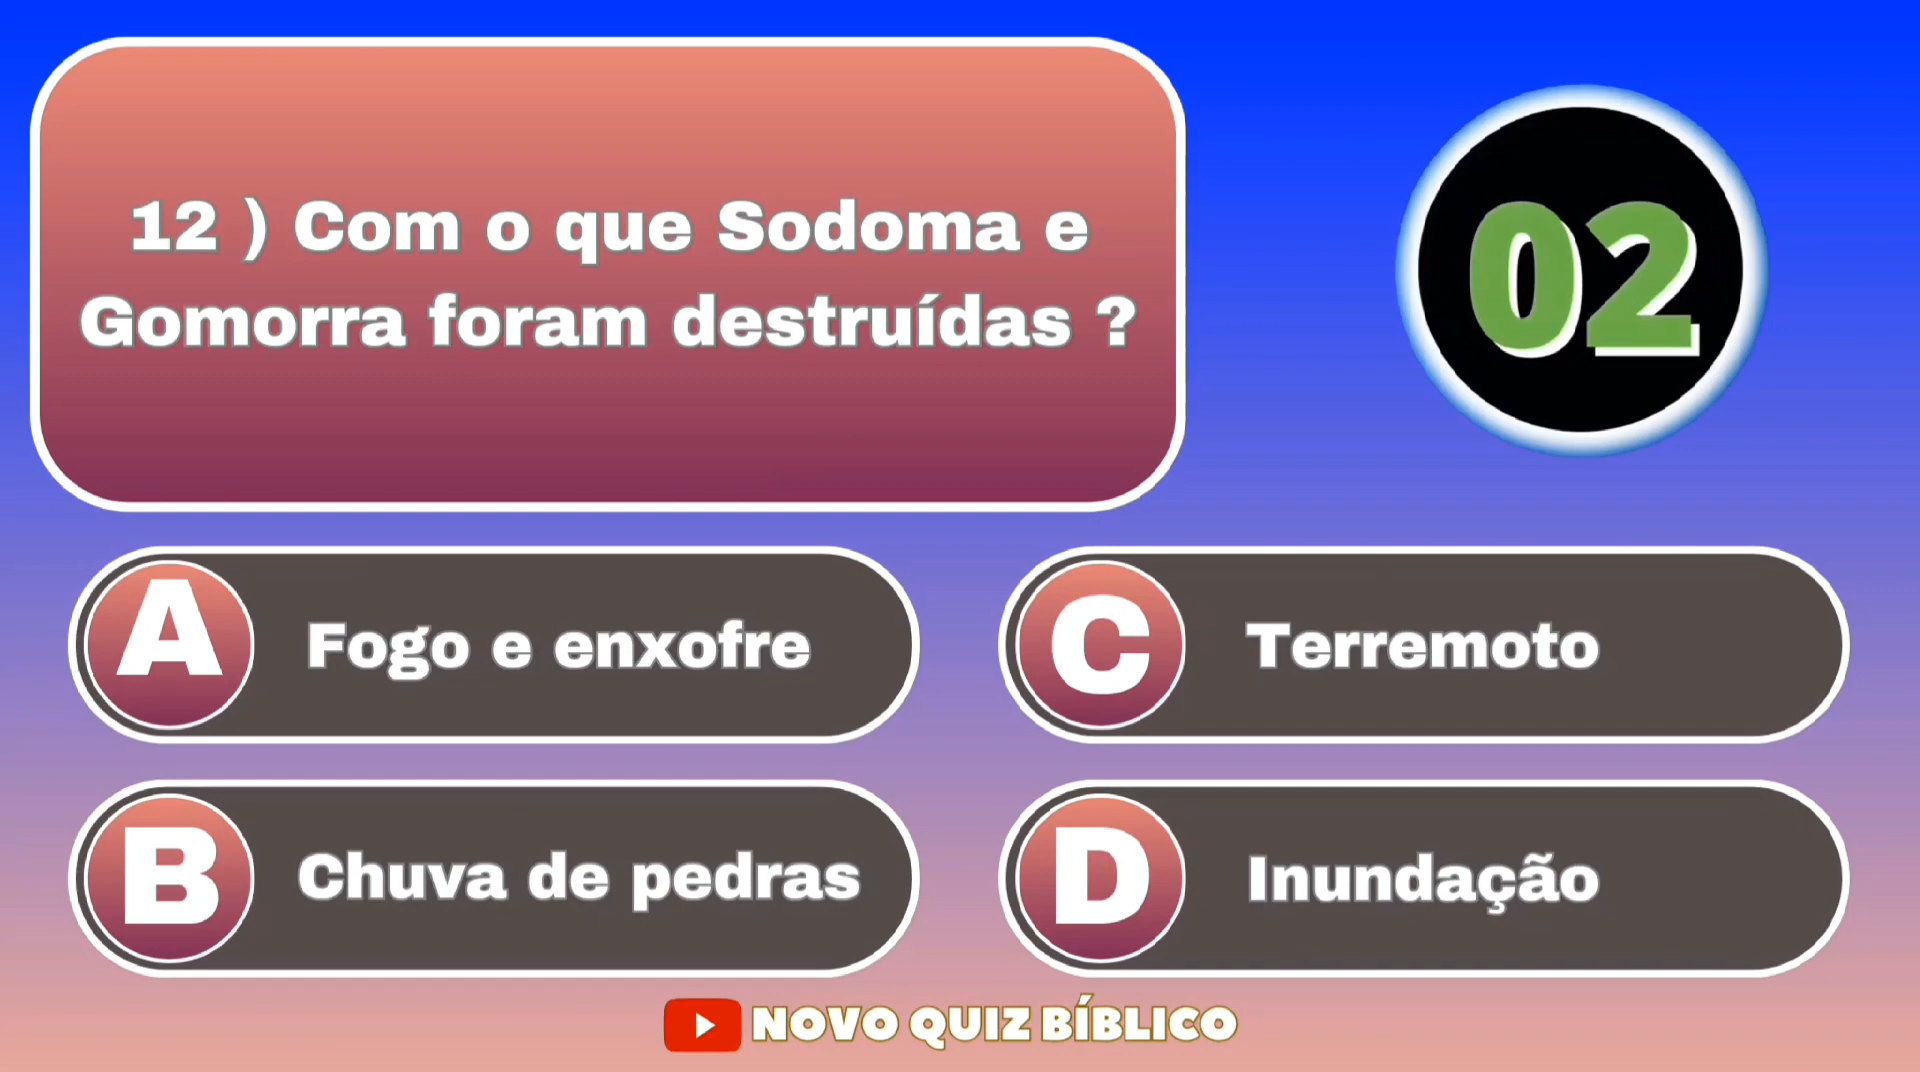 12 ) Com o que Sodoma e
Gomorra foram destruídas ?
02
A Fogo e enxofre
C Terremoto
B Chuva de pedras
D Inundação
NOVO QUIZ BÍBLICO